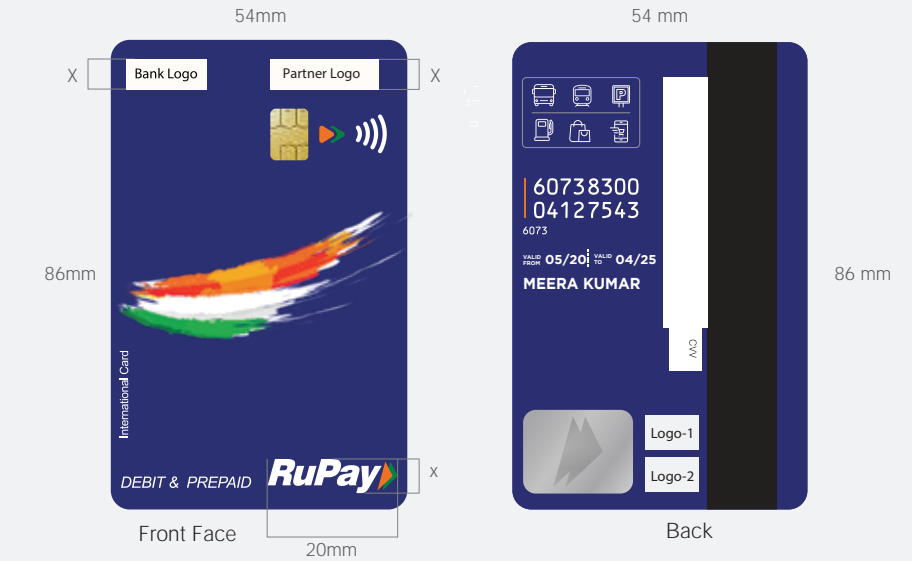 54mm
54 mm
X
Bank Logo
Partner Logo
X
P
60738300
04127543
6073
VALID FROM 05/20 VALID TO 04/25
MEERA KUMAR
86mm
86 mm
CVV
International Card
DEBIT & PREPAID
RuPay
X
Logo-1
Logo-2
Front Face
Back
20mm